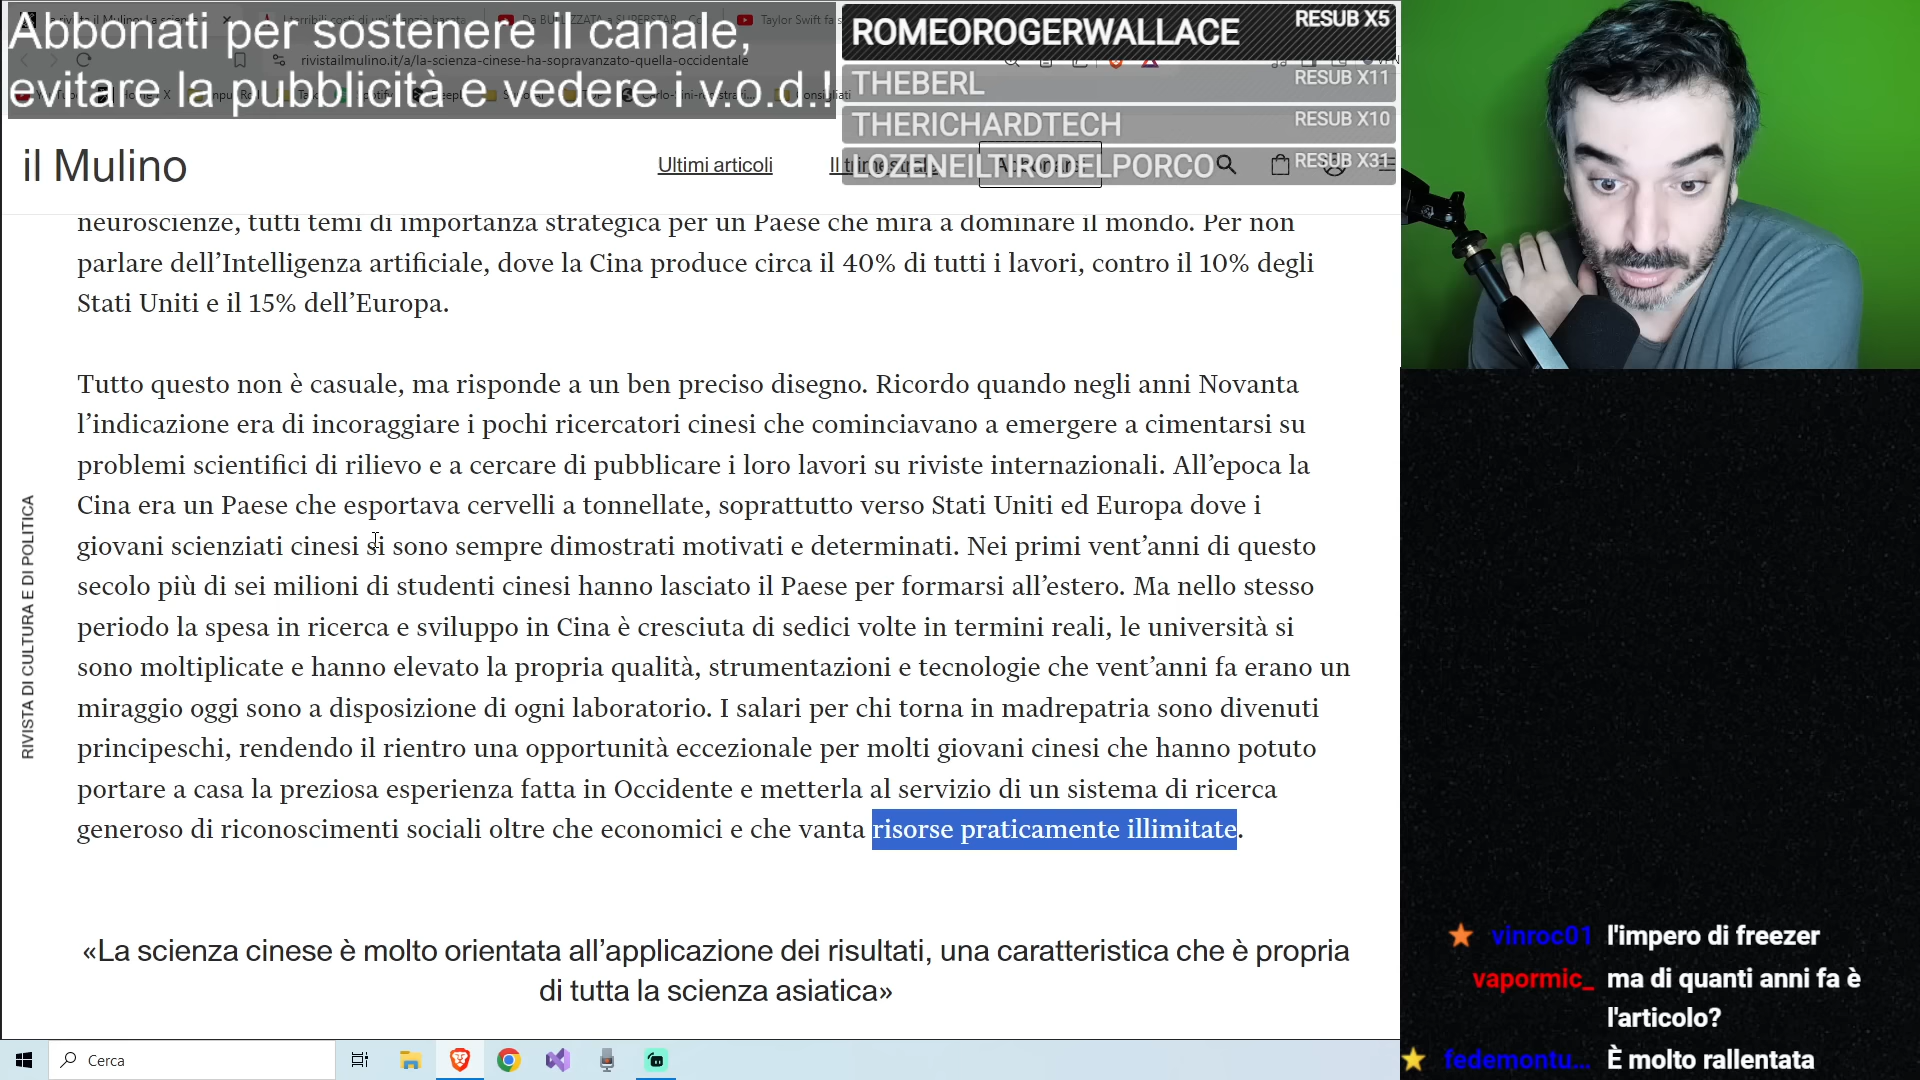 Abbonati per sostenere il canale,
evitare la pubblicità e vedere i v.o.d.!
rivistailmulino.it/a/la-scienza-cinese-ha-sopravanzato-quella-occidentale
ROMEOROGERWALLACE RESUB X5
THEBERL RESUB X11
THERICHARDTECH RESUB X10
LOZENEILTIRODELPORCO RESUB X31
il Mulino
Ultimi articoli
neuroscienze, tutti temi di importanza strategica per un Paese che mira a dominare il mondo. Per non
parlare dell’Intelligenza artificiale, dove la Cina produce circa il 40% di tutti i lavori, contro il 10% degli
Stati Uniti e il 15% dell’Europa.
Tutto questo non è casuale, ma risponde a un ben preciso disegno. Ricordo quando negli anni Novanta
l’indicazione era di incoraggiare i pochi ricercatori cinesi che cominciavano a emergere a cimentarsi su
problemi scientifici di rilievo e a cercare di pubblicare i loro lavori su riviste internazionali. All’epoca la
Cina era un Paese che esportava cervelli a tonnellate, soprattutto verso Stati Uniti ed Europa dove i
giovani scienziati cinesi si sono sempre dimostrati motivati e determinati. Nei primi vent’anni di questo
secolo più di sei milioni di studenti cinesi hanno lasciato il Paese per formarsi all’estero. Ma nello stesso
periodo la spesa in ricerca e sviluppo in Cina è cresciuta di sedici volte in termini reali, le università si
sono moltiplicate e hanno elevato la propria qualità, strumentazioni e tecnologie che vent’anni fa erano un
miraggio oggi sono a disposizione di ogni laboratorio. I salari per chi torna in madrepatria sono divenuti
principeschi, rendendo il rientro una opportunità eccezionale per molti giovani cinesi che hanno potuto
portare a casa la preziosa esperienza fatta in Occidente e metterla al servizio di un sistema di ricerca
generoso di riconoscimenti sociali oltre che economici e che vanta risorse praticamente illimitate.
«La scienza cinese è molto orientata all’applicazione dei risultati, una caratteristica che è propria
di tutta la scienza asiatica»
RIVISTA DI CULTURA E DI POLITICA
vinroc01 l'impero di freezer
vapormic_ ma di quanti anni fa è
l'articolo?
fedemontu... È molto rallentata
Cerca